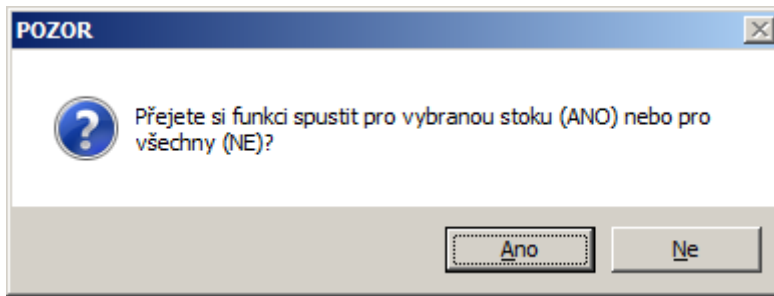 POZOR
Přejete si funkci spustit pro vybranou stoku (ANO) nebo pro
všechny (NE)?
Ano
Ne